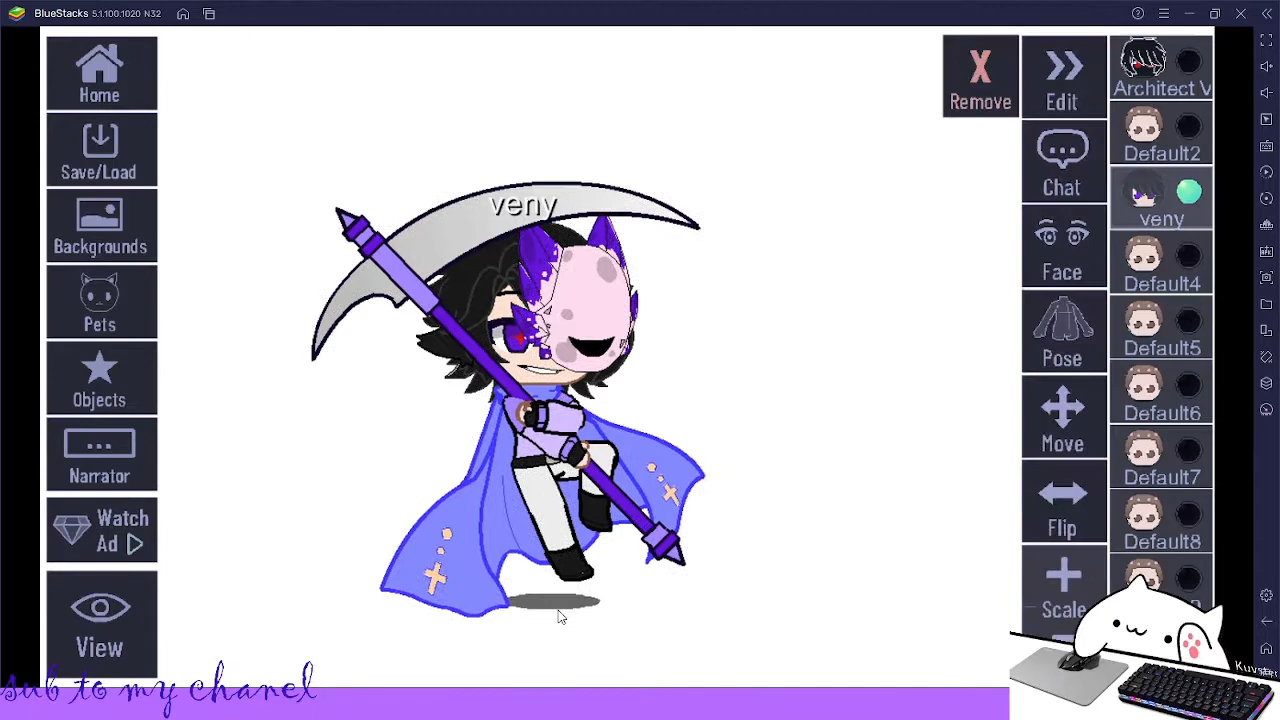 BlueStacks 5.1.100.1020 N32
Home
Save/Load
Backgrounds
Pets
Objects
Narrator
Watch
Ad
View
veny
X
Remove
Edit
Chat
Face
Pose
Move
Flip
Scale
Architect V
Default2
veny
Default4
Default5
Default6
Default7
Default8
sub to my chanel